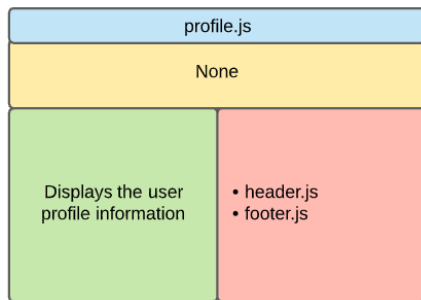 profile.js
None
Displays the user
profile information
• header.js
• footer.js